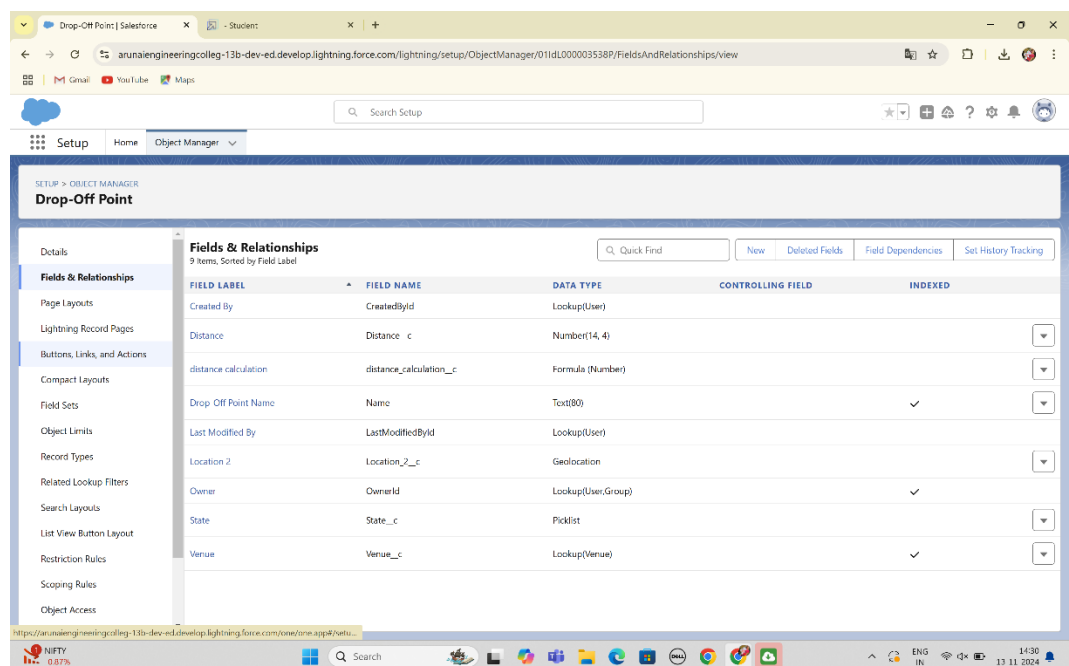 Drop-Off Point | Salesforce
- Student
arunaiengineeringcolleg-13b-dev-ed.develop.lightning.force.com/lightning/setup/ObjectManager/01IdL000003538P/FieldsAndRelationships/view
Gmail YouTube Maps
Search Setup
Setup Home Object Manager
SETUP > OBJECT MANAGER
Drop-Off Point
Details
Fields & Relationships
Page Layouts
Lightning Record Pages
Buttons, Links, and Actions
Compact Layouts
Field Sets
Object Limits
Record Types
Related Lookup Filters
Search Layouts
List View Button Layout
Restriction Rules
Scoping Rules
Object Access
Fields & Relationships
9 Items, Sorted by Field Label
Quick Find New Deleted Fields Field Dependencies Set History Tracking
FIELD LABEL FIELD NAME DATA TYPE CONTROLLING FIELD INDEXED
Created By CreatedById Lookup(User)
Distance Distance__c Number(14, 4)
distance calculation distance_calculation__c Formula (Number)
Drop-Off Point Name Name Text(80)
Last Modified By LastModifiedById Lookup(User)
Location 2 Location_2__c Geolocation
Owner OwnerId Lookup(User,Group)
State State__c Picklist
Venue Venue__c Lookup(Venue)
https://arunaiengineeringcolleg-13b-dev-ed.develop.lightning.force.com/one/one.app#/setu...
NIFTY
0.87%
Search
DELL
ENG
IN
14:30
13-11-2024